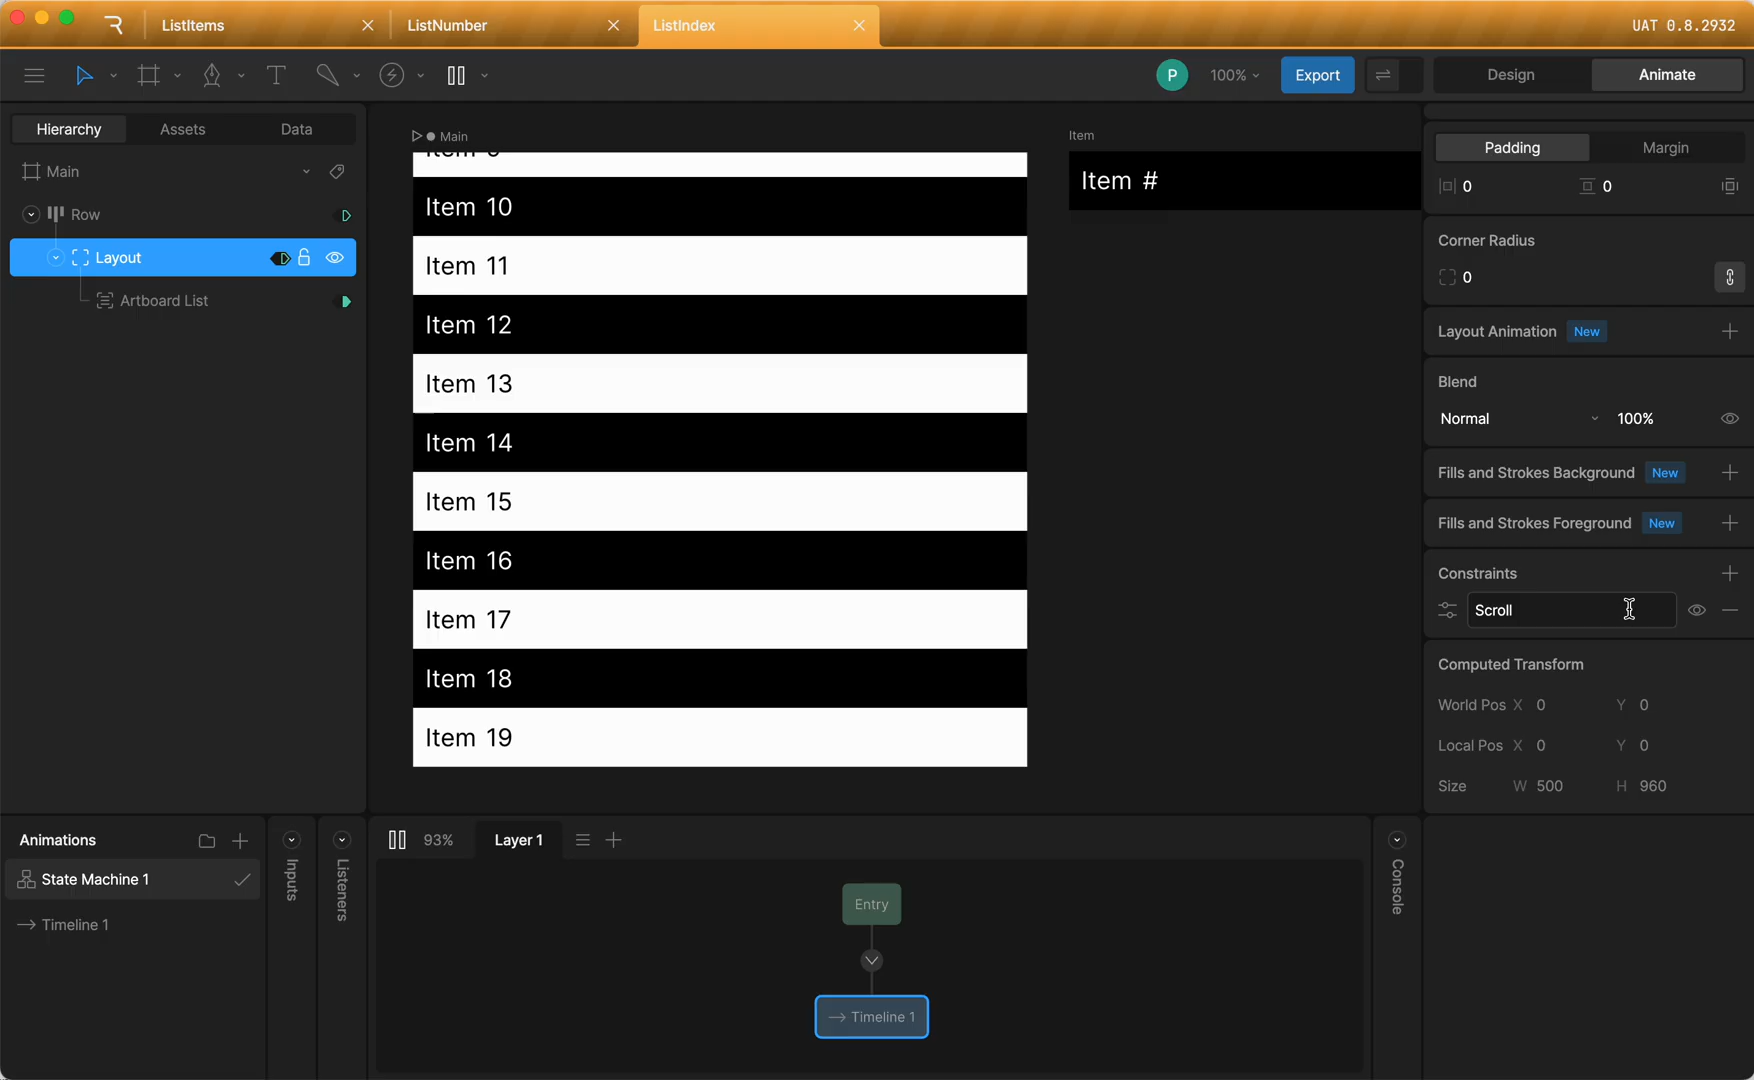 ListItems
ListNumber
ListIndex
UAT 0.8.2932
P
100%
Export
Design
Animate
Hierarchy
Assets
Data
Main
Row
Layout
Artboard List
Main
Item 10
Item 11
Item 12
Item 13
Item 14
Item 15
Item 16
Item 17
Item 18
Item 19
Item
Item #
Padding
Margin
0
0
Corner Radius
0
Layout Animation New
Blend
Normal
100%
Fills and Strokes Background New
Fills and Strokes Foreground New
Constraints
Scroll
Computed Transform
World Pos X 0 Y 0
Local Pos X 0 Y 0
Size W 500 H 960
Animations
State Machine 1
Timeline 1
Inputs
Listeners
93%
Layer 1
Entry
Timeline 1
Console